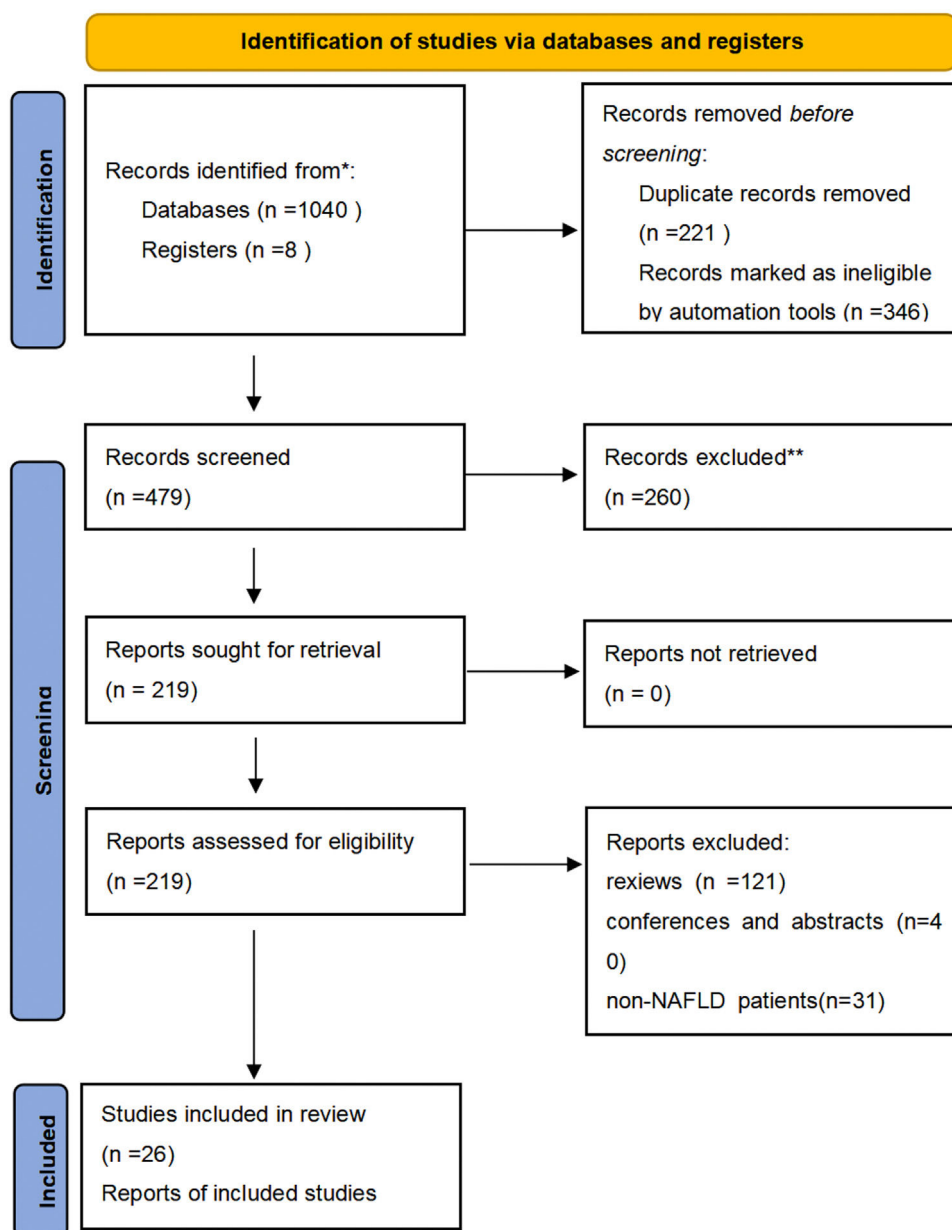 Identification of studies via databases and registers
Identification
Records identified from*:
Databases (n =1040 )
Registers (n =8 )
Records removed before
screening:
Duplicate records removed
(n =221 )
Records marked as ineligible
by automation tools (n =346)
Screening
Records screened
(n =479)
Records excluded**
(n =260)
Reports sought for retrieval
(n = 219)
Reports not retrieved
(n = 0)
Reports assessed for eligibility
(n =219)
Reports excluded:
rexiews (n =121)
conferences and abstracts (n=4
0)
non-NAFLD patients(n=31)
Included
Studies included in review
(n =26)
Reports of included studies